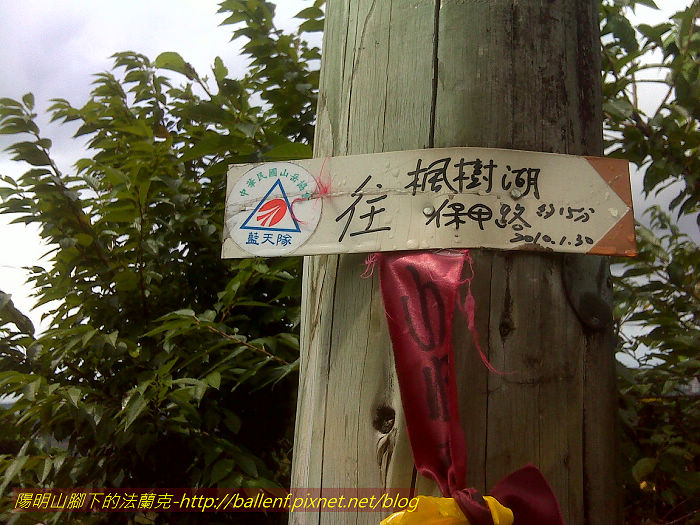 中華民國山岳協會
藍天隊
往
楓樹湖
保甲路 約15分
2010.1.30
陽明山腳下的法蘭克-http://ballenf.pixnet.net/blog